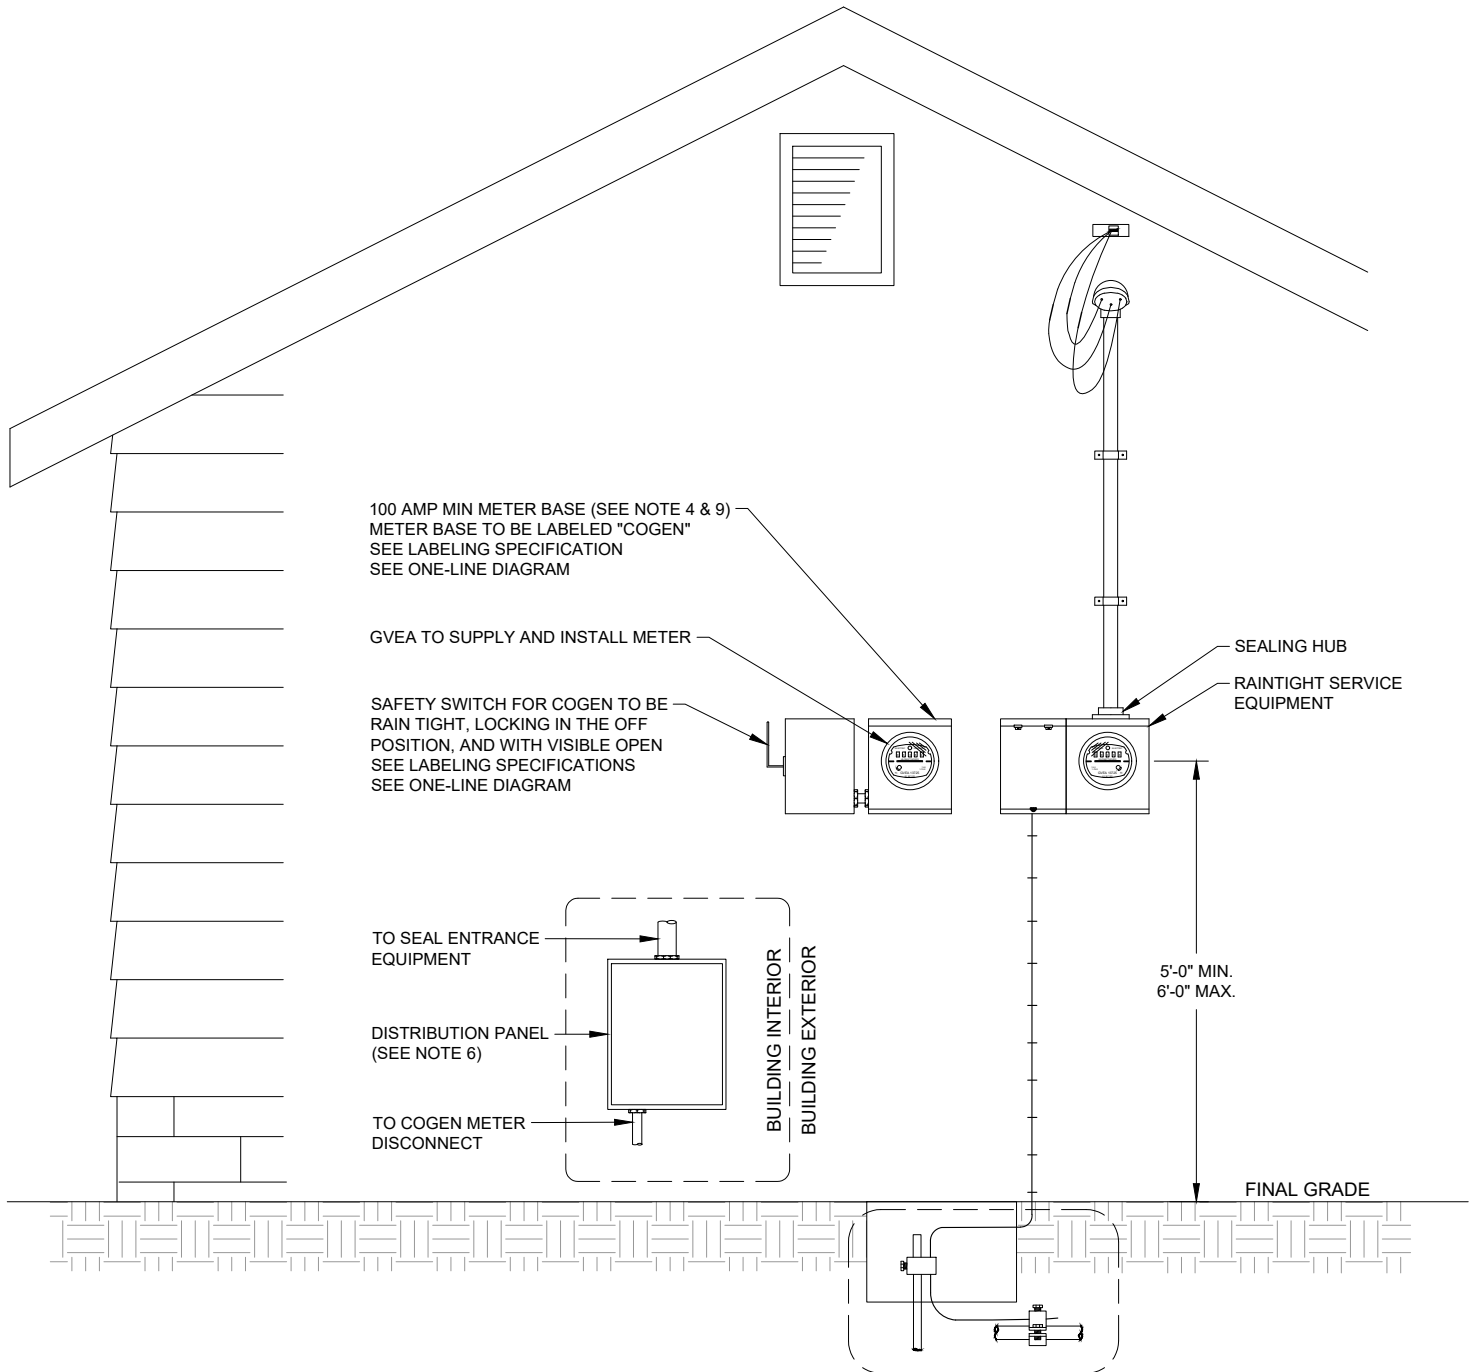 100 AMP MIN METER BASE (SEE NOTE 4 & 9)
METER BASE TO BE LABELED "COGEN"
SEE LABELING SPECIFICATION
SEE ONE-LINE DIAGRAM
GVEA TO SUPPLY AND INSTALL METER
SEALING HUB
RAINTIGHT SERVICE
EQUIPMENT
SAFETY SWITCH FOR COGEN TO BE
RAIN TIGHT, LOCKING IN THE OFF
POSITION, AND WITH VISIBLE OPEN
SEE LABELING SPECIFICATIONS
SEE ONE-LINE DIAGRAM
TO SEAL ENTRANCE
EQUIPMENT
DISTRIBUTION PANEL
(SEE NOTE 6)
TO COGEN METER
DISCONNECT
BUILDING INTERIOR
BUILDING EXTERIOR
5'-0" MIN.
6'-0" MAX.
FINAL GRADE